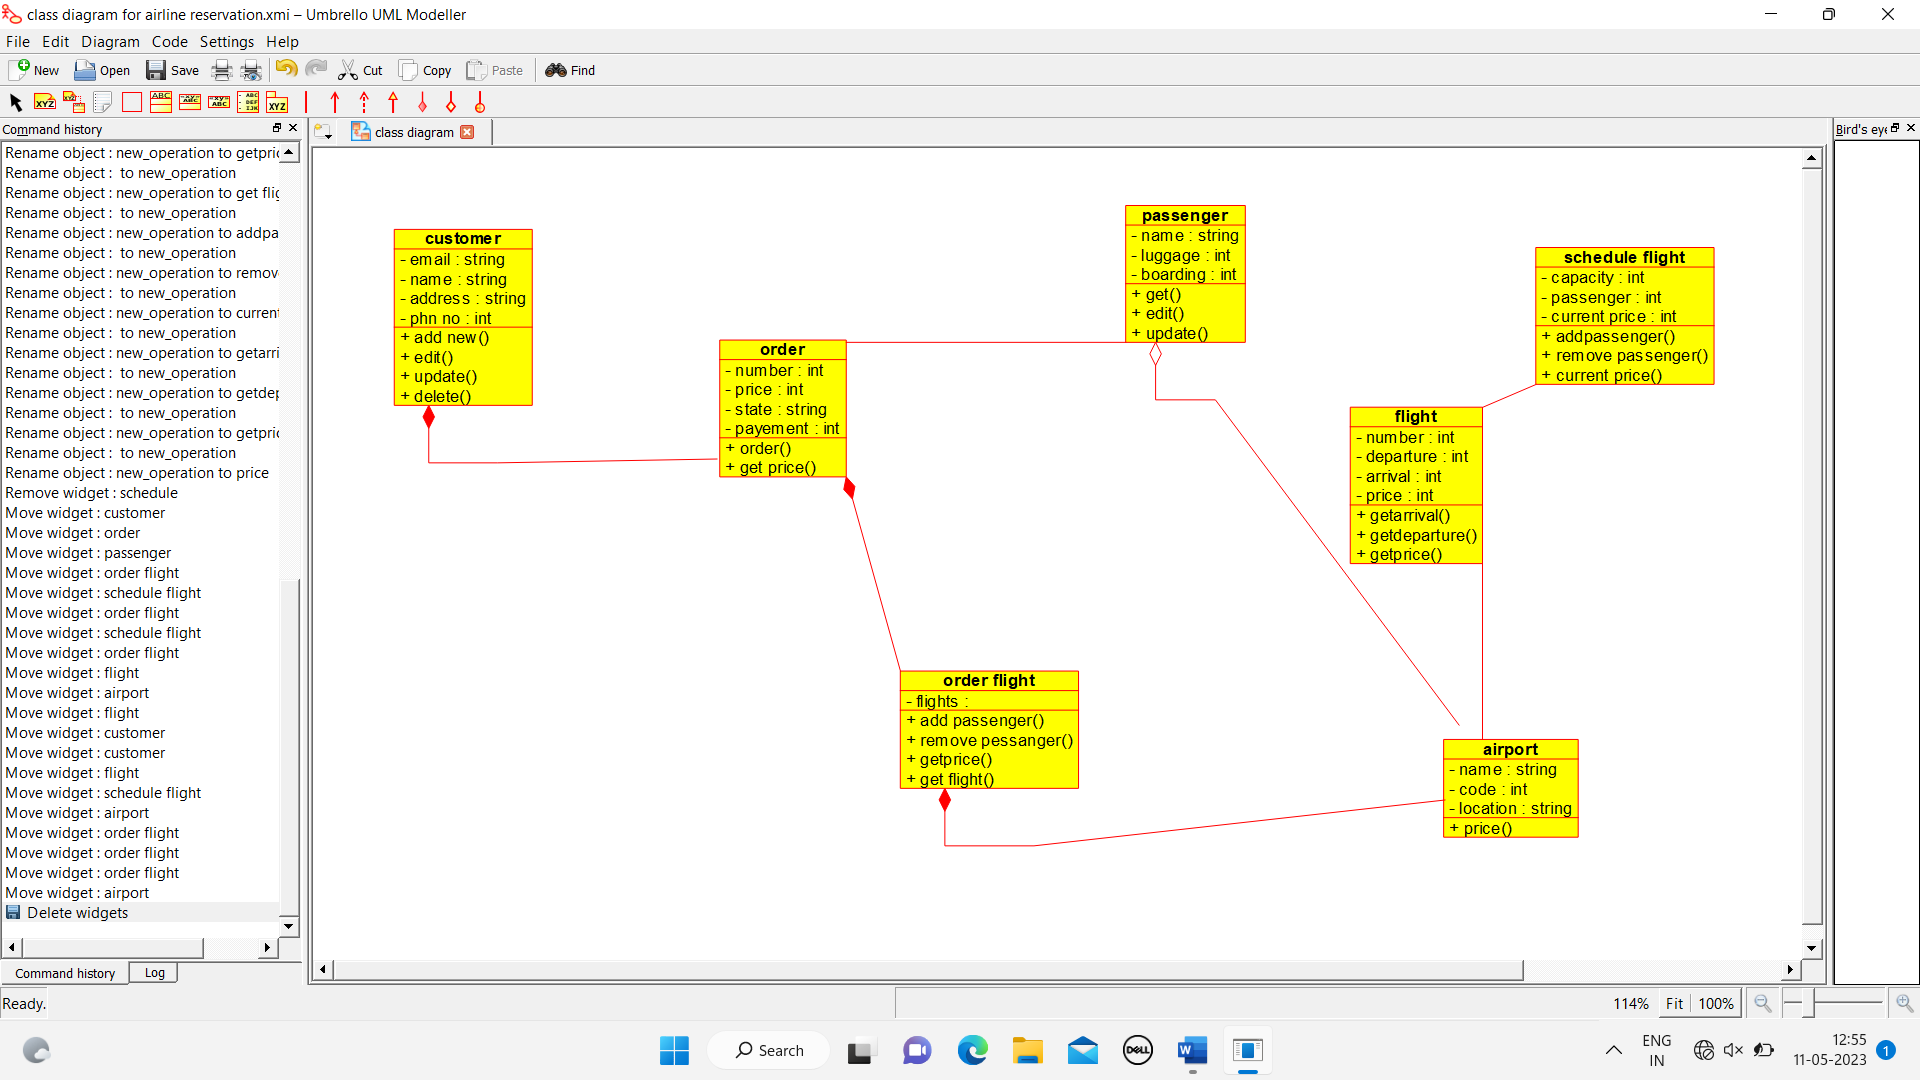 class diagram for airline reservation.xmi – Umbrello UML Modeller
File Edit Diagram Code Settings Help
New Open Save Cut Copy Paste Find
Command history
class diagram
Bird's eye
Rename object : new_operation to getpric
Rename object :  to new_operation
Rename object : new_operation to get flig
Rename object :  to new_operation
Rename object : new_operation to addpa
Rename object :  to new_operation
Rename object : new_operation to remov
Rename object :  to new_operation
Rename object : new_operation to current
Rename object :  to new_operation
Rename object : new_operation to getarri
Rename object :  to new_operation
Rename object : new_operation to getdep
Rename object :  to new_operation
Rename object : new_operation to getpric
Rename object :  to new_operation
Rename object : new_operation to price
Remove widget : schedule
Move widget : customer
Move widget : order
Move widget : passenger
Move widget : order flight
Move widget : schedule flight
Move widget : order flight
Move widget : schedule flight
Move widget : order flight
Move widget : flight
Move widget : airport
Move widget : flight
Move widget : customer
Move widget : customer
Move widget : flight
Move widget : schedule flight
Move widget : airport
Move widget : order flight
Move widget : order flight
Move widget : order flight
Move widget : airport
Delete widgets
Command history Log
customer
- email : string
- name : string
- address : string
- phn no : int
+ add new()
+ edit()
+ update()
+ delete()
order
- number : int
- price : int
- state : string
- payement : int
+ order()
+ get price()
passenger
- name : string
- luggage : int
- boarding : int
+ get()
+ edit()
+ update()
schedule flight
- capacity : int
- passenger : int
- current price : int
+ addpassenger()
+ remove passenger()
+ current price()
flight
- number : int
- departure : int
- arrival : int
- price : int
+ getarrival()
+ getdeparture()
+ getprice()
order flight
- flights :
+ add passenger()
+ remove pessanger()
+ getprice()
+ get flight()
airport
- name : string
- code : int
- location : string
+ price()
Ready.
114% Fit 100%
Search
DELL
W
ENG
IN
12:55
11-05-2023
1